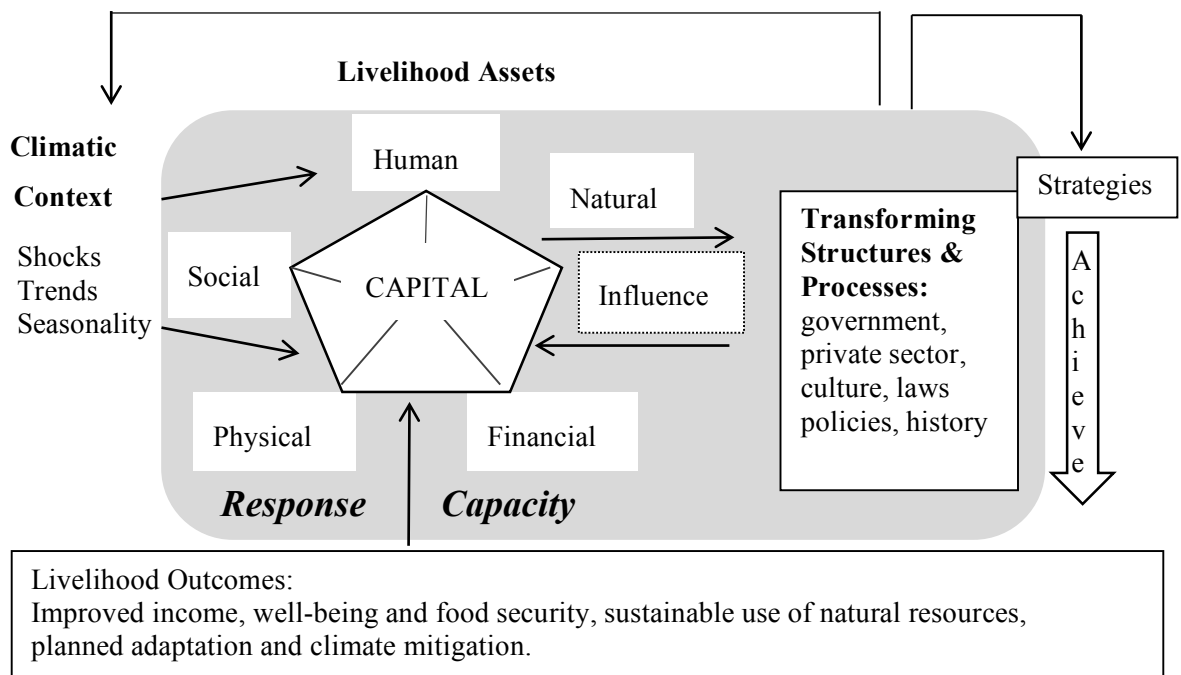 Livelihood Assets
Climatic
Context
Shocks
Trends
Seasonality
Human
Natural
Social
CAPITAL
Influence
Physical
Financial
Response Capacity
Transforming
Structures &
Processes:
government,
private sector,
culture, laws
policies, history
Strategies
Achieve
Livelihood Outcomes:
Improved income, well-being and food security, sustainable use of natural resources,
planned adaptation and climate mitigation.